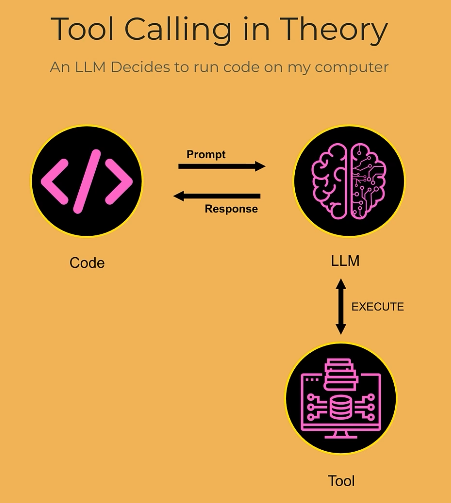 Tool Calling in Theory
An LLM Decides to run code on my computer
Prompt
Response
Code
LLM
EXECUTE
Tool